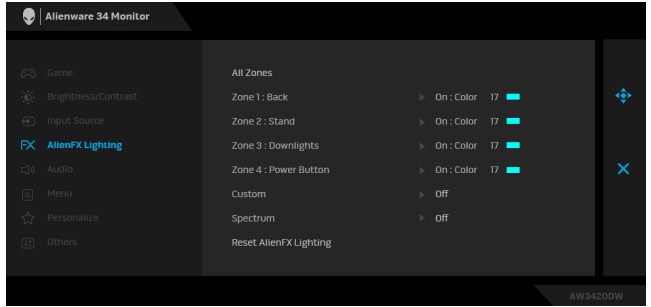 Alienware 34 Monitor
Game
Brightness/Contrast
Input Source
FX AlienFX Lighting
Audio
Menu
Personalize
Others
All Zones
Zone 1 : Back On : Color 17
Zone 2 : Stand On : Color 17
Zone 3 : Downlights On : Color 17
Zone 4 : Power Button On : Color 17
Custom Off
Spectrum Off
Reset AlienFX Lighting
AW3420DW